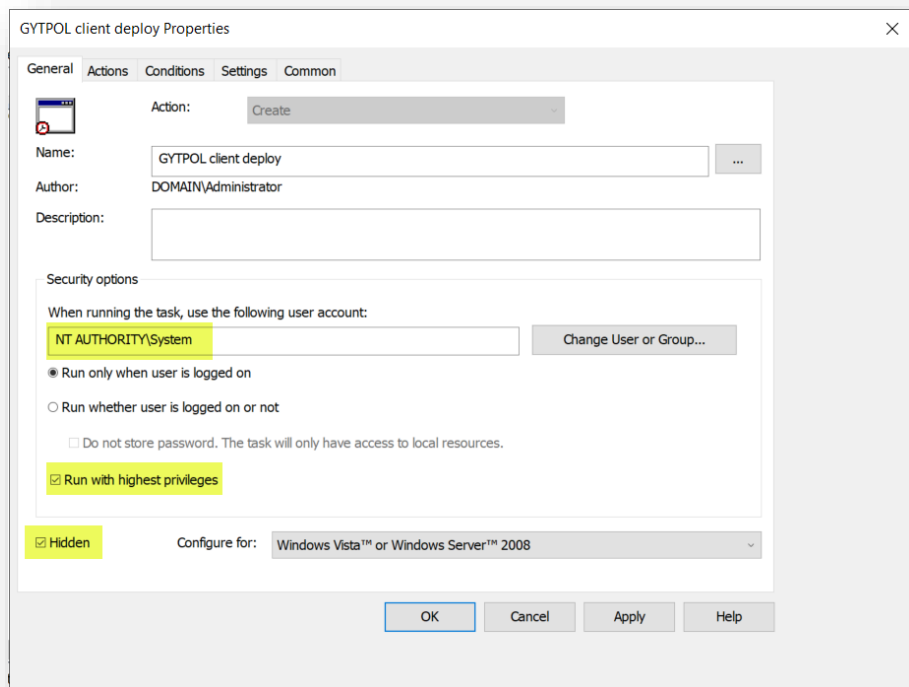 GYTPOL client deploy Properties
General Actions Conditions Settings Common
Action: Create
Name: GYTPOL client deploy ...
Author: DOMAIN\Administrator
Description:
Security options
When running the task, use the following user account:
NT AUTHORITY\System Change User or Group...
Run only when user is logged on
Run whether user is logged on or not
Do not store password. The task will only have access to local resources.
Run with highest privileges
Hidden Configure for: Windows Vista™ or Windows Server™ 2008
OK Cancel Apply Help